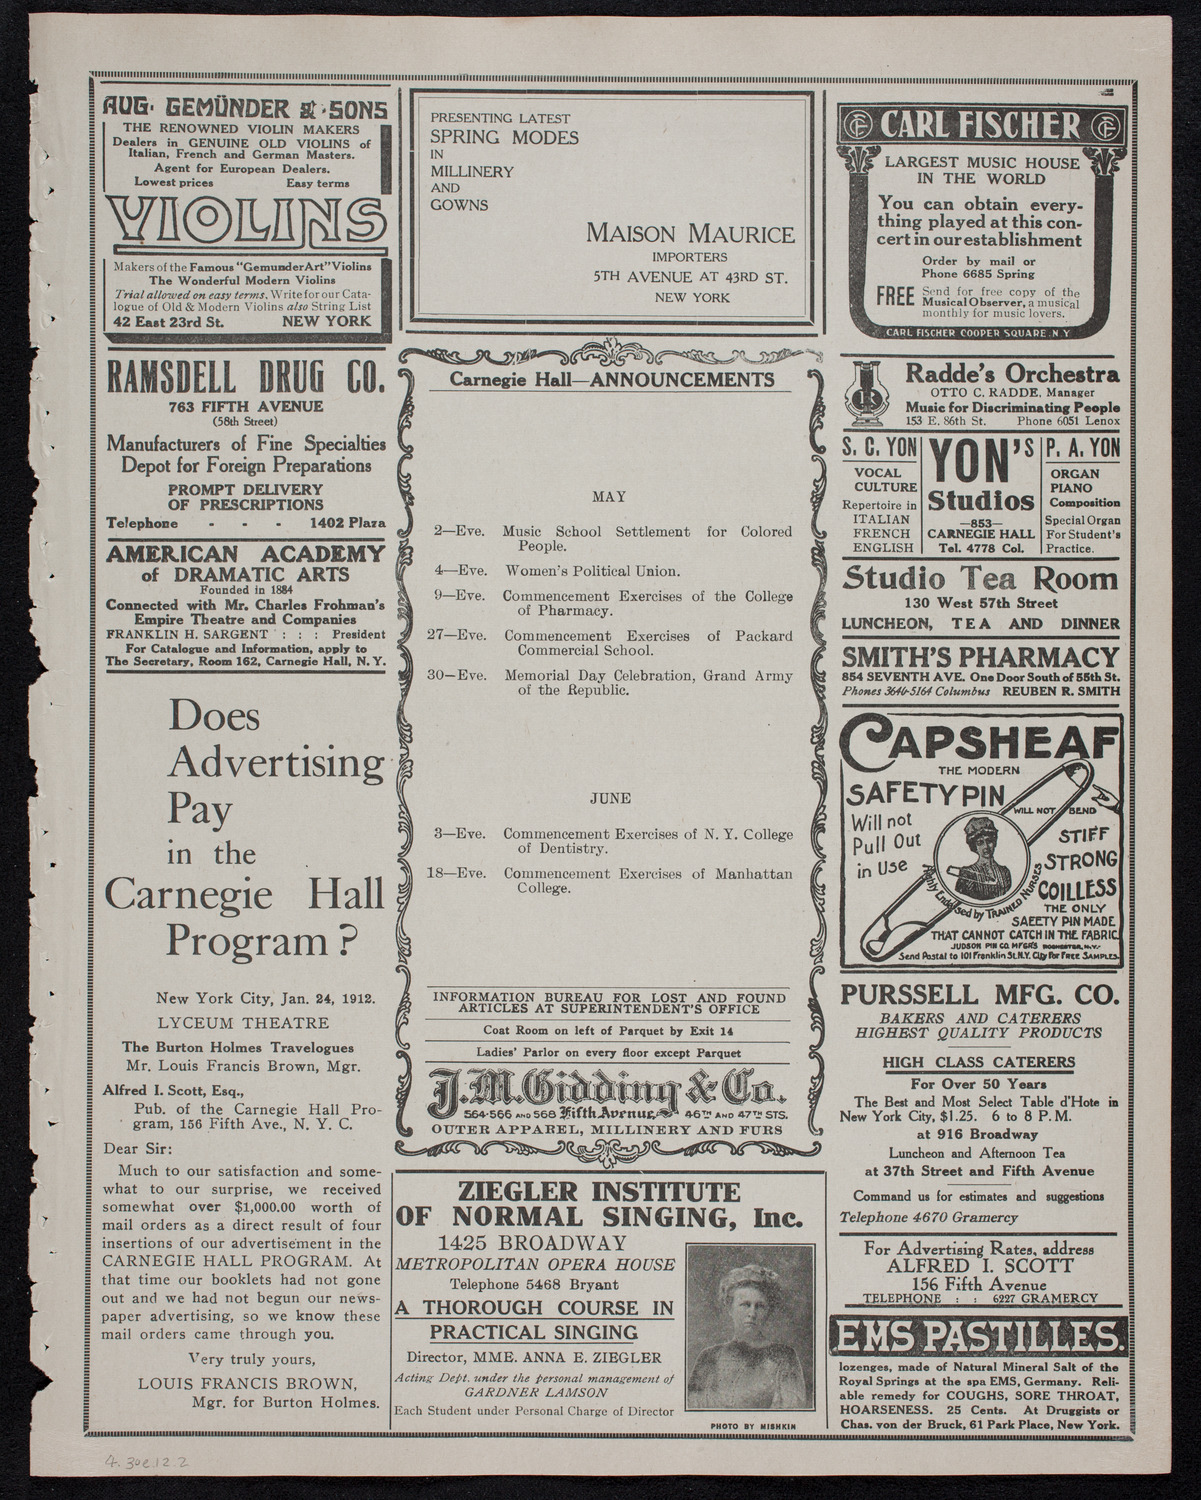 AUG. GEMÜNDER & SONS
THE RENOWNED VIOLIN MAKERS
Dealers in GENUINE OLD VIOLINS of
Italian, French and German Masters.
Agent for European Dealers.
Lowest prices Easy terms
VIOLINS
Makers of the Famous "Gemunder Art" Violins
The Wonderful Modern Violins
Trial allowed on easy terms. Write for our Cata-
logue of Old & Modern Violins also String List
42 East 23rd St. NEW YORK
RAMSDELL DRUG CO.
763 FIFTH AVENUE
(58th Street)
Manufacturers of Fine Specialties
Depot for Foreign Preparations
PROMPT DELIVERY
OF PRESCRIPTIONS
Telephone - - - 1402 Plaza
AMERICAN ACADEMY
of DRAMATIC ARTS
Founded in 1884
Connected with Mr. Charles Frohman's
Empire Theatre and Companies
FRANKLIN H. SARGENT : : : President
For Catalogue and Information, apply to
The Secretary, Room 162, Carnegie Hall, N. Y.
Does
Advertising
Pay
in the
Carnegie Hall
Program?
New York City, Jan. 24, 1912.
LYCEUM THEATRE
The Burton Holmes Travelogues
Mr. Louis Francis Brown, Mgr.
Alfred I. Scott, Esq.,
Pub. of the Carnegie Hall Pro-
gram, 156 Fifth Ave., N. Y. C.
Dear Sir:
Much to our satisfaction and some-
what to our surprise, we received
somewhat over $1,000.00 worth of
mail orders as a direct result of four
insertions of our advertisement in the
CARNEGIE HALL PROGRAM. At
that time our booklets had not gone
out and we had not begun our news-
paper advertising, so we know these
mail orders came through you.
Very truly yours,
LOUIS FRANCIS BROWN,
Mgr. for Burton Holmes.
PRESENTING LATEST
SPRING MODES
IN
MILLINERY
AND
GOWNS
MAISON MAURICE
IMPORTERS
5TH AVENUE AT 43RD ST.
NEW YORK
Carnegie Hall—ANNOUNCEMENTS
MAY
2—Eve. Music School Settlement for Colored
People.
4—Eve. Women's Political Union.
9—Eve. Commencement Exercises of the College
of Pharmacy.
27—Eve. Commencement Exercises of Packard
Commercial School.
30—Eve. Memorial Day Celebration, Grand Army
of the Republic.
JUNE
3—Eve. Commencement Exercises of N. Y. College
of Dentistry.
18—Eve. Commencement Exercises of Manhattan
College.
INFORMATION BUREAU FOR LOST AND FOUND
ARTICLES AT SUPERINTENDENT'S OFFICE
Coat Room on left of Parquet by Exit 14
Ladies' Parlor on every floor except Parquet
J. M. Gidding & Co.
564-566 AND 568 Fifth Avenue 46TH AND 47TH STS.
OUTER APPAREL, MILLINERY AND FURS
ZIEGLER INSTITUTE
OF NORMAL SINGING, Inc.
1425 BROADWAY
METROPOLITAN OPERA HOUSE
Telephone 5468 Bryant
A THOROUGH COURSE IN
PRACTICAL SINGING
Director, MME. ANNA E. ZIEGLER
Acting Dept. under the personal management of
GARDNER LAMSON
Each Student under Personal Charge of Director
PHOTO BY MISHKIN
CF CARL FISCHER CF
LARGEST MUSIC HOUSE
IN THE WORLD
You can obtain every-
thing played at this con-
cert in our establishment
Order by mail or
Phone 6685 Spring
FREE Send for free copy of the
Musical Observer, a musical
monthly for music lovers.
CARL FISCHER COOPER SQUARE N.Y
R
Radde's Orchestra
OTTO C. RADDE, Manager
Music for Discriminating People
153 E. 86th St. Phone 6051 Lenox
S. C. YON
VOCAL
CULTURE
Repertoire in
ITALIAN
FRENCH
ENGLISH
YON'S
Studios
—853—
CARNEGIE HALL
Tel. 4778 Col.
P. A. YON
ORGAN
PIANO
Composition
Special Organ
For Student's
Practice.
Studio Tea Room
130 West 57th Street
LUNCHEON, TEA AND DINNER
SMITH'S PHARMACY
854 SEVENTH AVE. One Door South of 55th St.
Phones 3646-5164 Columbus REUBEN R. SMITH
CAPSHEAF
THE MODERN
SAFETY PIN
WILL NOT BEND
Will not
Pull Out
in Use
STIFF
STRONG
COILLESS
Highly Endorsed by TRAINED NURSES
THE ONLY
SAFETY PIN MADE
THAT CANNOT CATCH IN THE FABRIC.
JUDSON PIN CO. MFGRS ROCHESTER, N.Y.
Send Postal to 101 Franklin St. N.Y. City for FREE SAMPLES.
PURSSELL MFG. CO.
BAKERS AND CATERERS
HIGHEST QUALITY PRODUCTS
HIGH CLASS CATERERS
For Over 50 Years
The Best and Most Select Table d'Hote in
New York City, $1.25. 6 to 8 P. M.
at 916 Broadway
Luncheon and Afternoon Tea
at 37th Street and Fifth Avenue
Command us for estimates and suggestions
Telephone 4670 Gramercy
For Advertising Rates, address
ALFRED I. SCOTT
156 Fifth Avenue
TELEPHONE : : 6227 GRAMERCY
EMS PASTILLES.
lozenges, made of Natural Mineral Salt of the
Royal Springs at the spa EMS, Germany. Reli-
able remedy for COUGHS, SORE THROAT,
HOARSENESS. 25 Cents. At Druggists or
Chas. von der Bruck, 61 Park Place, New York.
4.30e.12.2